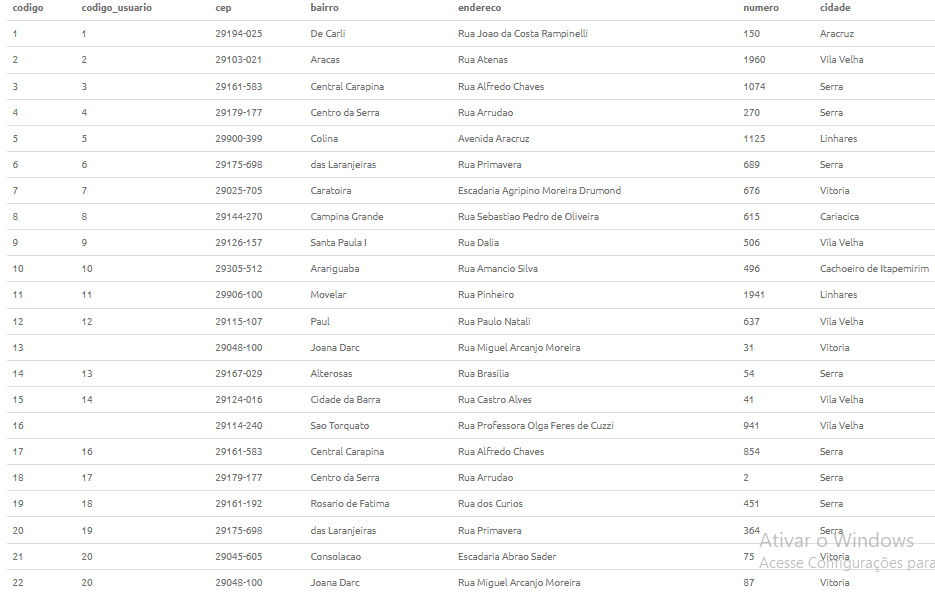 codigo codigo_usuario cep bairro endereco numero cidade
1 1 29194-025 De Carli Rua Joao da Costa Rampinelli 150 Aracruz
2 2 29103-021 Aracas Rua Atenas 1960 Vila Velha
3 3 29161-583 Central Carapina Rua Alfredo Chaves 1074 Serra
4 4 29179-177 Centro da Serra Rua Arrudao 270 Serra
5 5 29900-399 Colina Avenida Aracruz 1125 Linhares
6 6 29175-698 das Laranjeiras Rua Primavera 689 Serra
7 7 29025-705 Caratoira Escadaria Agripino Moreira Drumond 676 Vitoria
8 8 29144-270 Campina Grande Rua Sebastiao Pedro de Oliveira 615 Cariacica
9 9 29126-157 Santa Paula I Rua Dalia 506 Vila Velha
10 10 29305-512 Arariguaba Rua Amancio Silva 496 Cachoeiro de Itapemirim
11 11 29906-100 Movelar Rua Pinheiro 1941 Linhares
12 12 29115-107 Paul Rua Paulo Natali 637 Vila Velha
13 29048-100 Joana Darc Rua Miguel Arcanjo Moreira 31 Vitoria
14 13 29167-029 Alterosas Rua Brasilia 54 Serra
15 14 29124-016 Cidade da Barra Rua Castro Alves 41 Vila Velha
16 29114-240 Sao Torquato Rua Professora Olga Feres de Cuzzi 941 Vila Velha
17 16 29161-583 Central Carapina Rua Alfredo Chaves 854 Serra
18 17 29179-177 Centro da Serra Rua Arrudao 2 Serra
19 18 29161-192 Rosario de Fatima Rua dos Curios 451 Serra
20 19 29175-698 das Laranjeiras Rua Primavera 364 Serra
Ativar o Windows
21 20 29045-605 Consolacao Escadaria Abrao Sader 75 Vitoria
Acesse Configurações para
22 20 29048-100 Joana Darc Rua Miguel Arcanjo Moreira 87 Vitoria